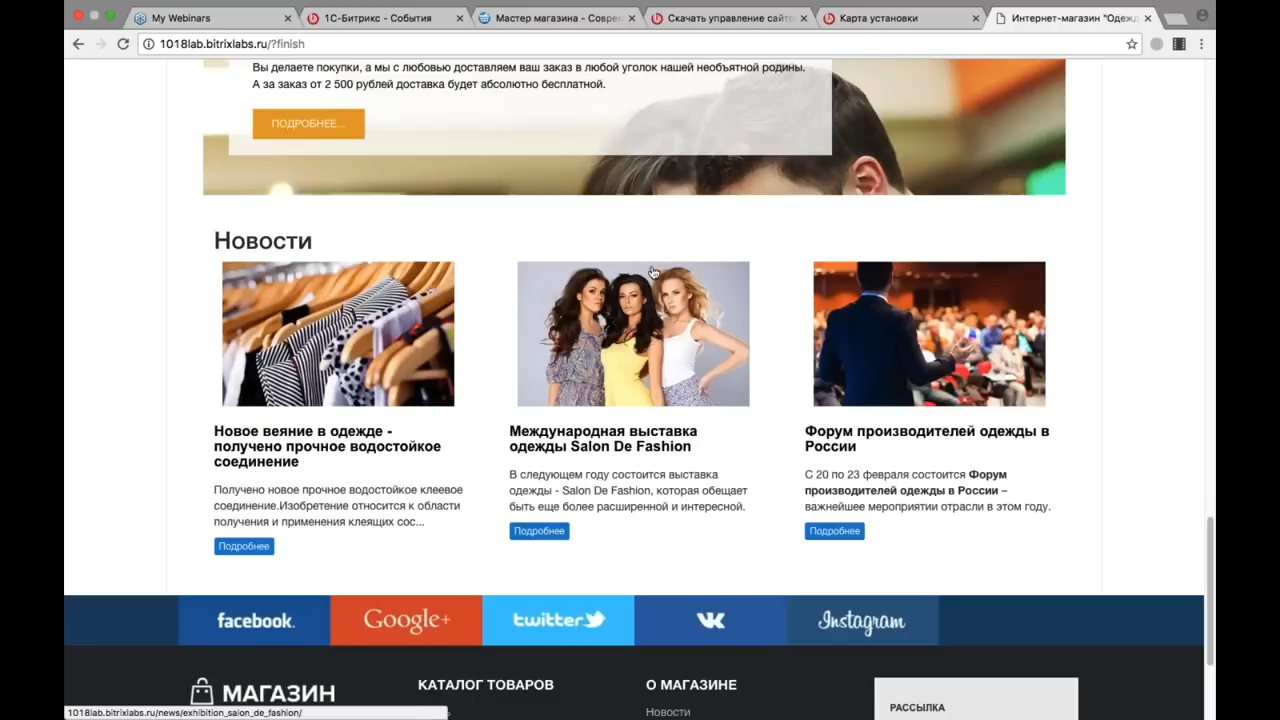 My Webinars
1С-Битрикс - События
Мастер магазина - Соврем
Скачать управление сайто
Карта установки
Интернет-магазин "Одежд
1018lab.bitrixlabs.ru/?finish
Вы делаете покупки, а мы с любовью доставляем ваш заказ в любой уголок нашей необъятной родины.
А за заказ от 2 500 рублей доставка будет абсолютно бесплатной.
ПОДРОБНЕЕ...
Новости
Новое веяние в одежде -
получено прочное водостойкое
соединение
Получено новое прочное водостойкое клеевое
соединение.Изобретение относится к области
получения и применения клеящих сос...
Подробнее
Международная выставка
одежды Salon De Fashion
В следующем году состоится выставка
одежды - Salon De Fashion, которая обещает
быть еще более расширенной и интересной.
Подробнее
Форум производителей одежды в
России
С 20 по 23 февраля состоится Форум
производителей одежды в России –
важнейшее мероприятии отрасли в этом году.
Подробнее
facebook.
Google+
twitter
Instagram
МАГАЗИН
КАТАЛОГ ТОВАРОВ
О МАГАЗИНЕ
Новости
РАССЫЛКА
1018lab.bitrixlabs.ru/news/exhibition_salon_de_fashion/